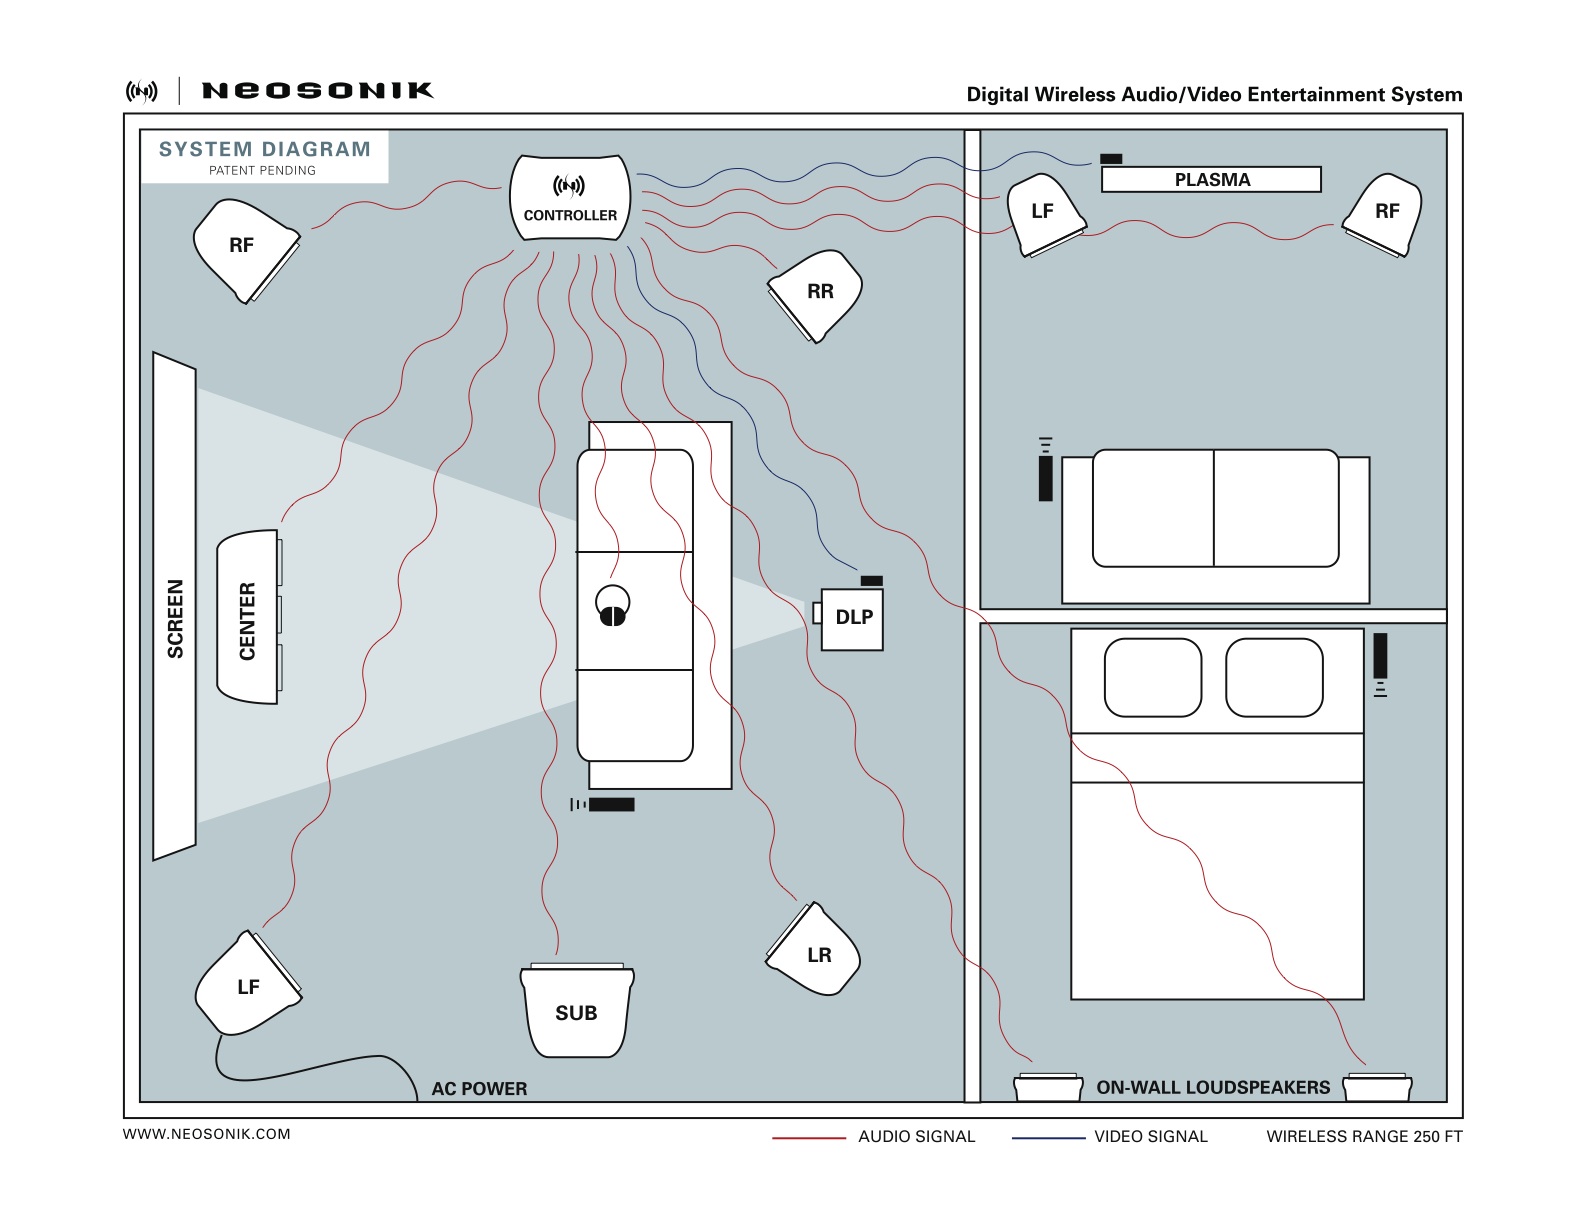 NEOSONIK
Digital Wireless Audio/Video Entertainment System
SYSTEM DIAGRAM
PATENT PENDING
CONTROLLER
PLASMA
LF
RF
RF
RR
SCREEN
CENTER
DLP
LF
SUB
LR
AC POWER
ON-WALL LOUDSPEAKERS
WWW.NEOSONIK.COM
AUDIO SIGNAL
VIDEO SIGNAL
WIRELESS RANGE 250 FT